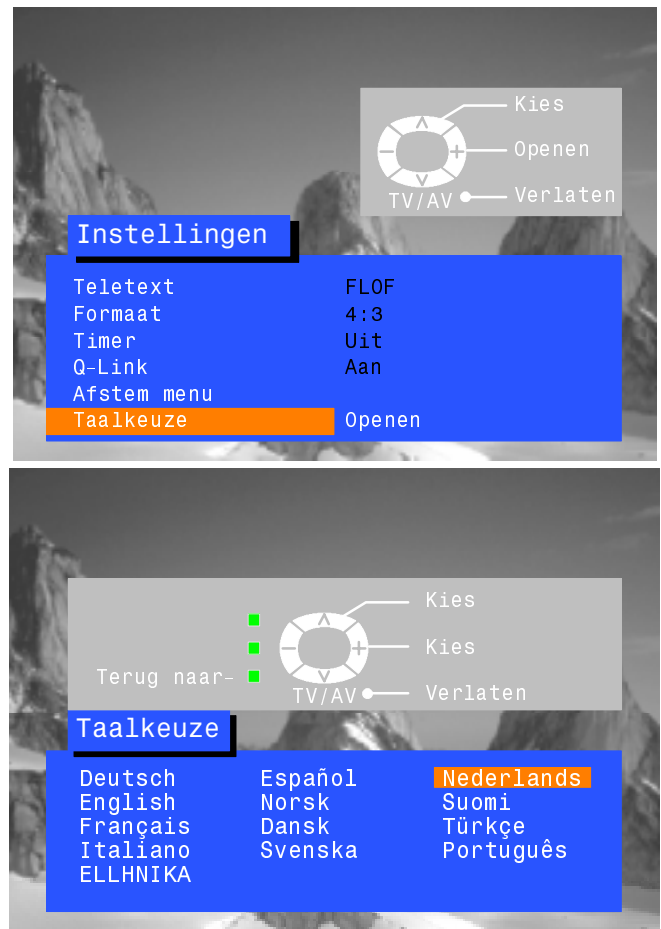 Kies
Openen
TV/AV Verlaten
Instellingen
Teletext FLOF
Formaat 4:3
Timer Uit
Q-Link Aan
Afstem menu
Taalkeuze Openen
Kies
Kies
Terug naar-
TV/AV Verlaten
Taalkeuze
Deutsch Español Nederlands
English Norsk Suomi
Français Dansk Türkçe
Italiano Svenska Português
ELLHNIKA